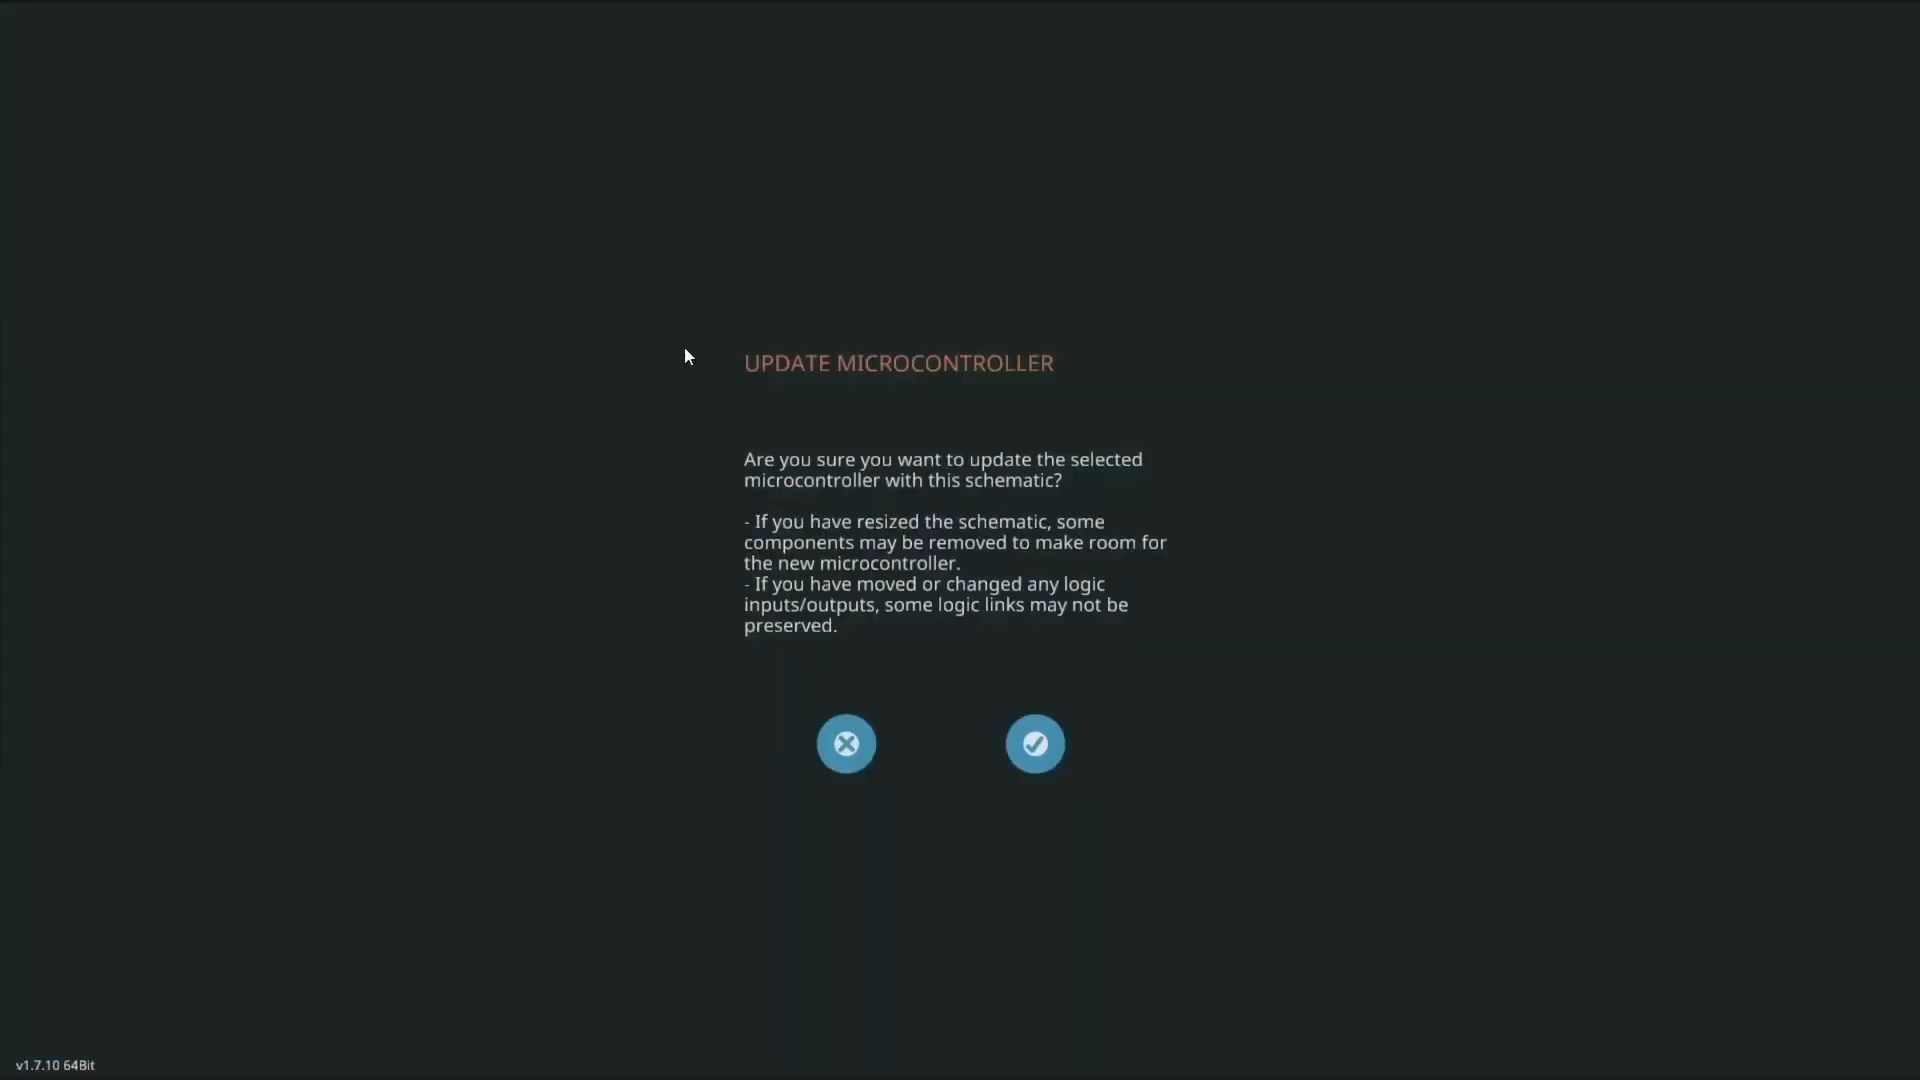 UPDATE MICROCONTROLLER
Are you sure you want to update the selected
microcontroller with this schematic?
- If you have resized the schematic, some
components may be removed to make room for
the new microcontroller.
- If you have moved or changed any logic
inputs/outputs, some logic links may not be
preserved.
v1.7.10 64Bit